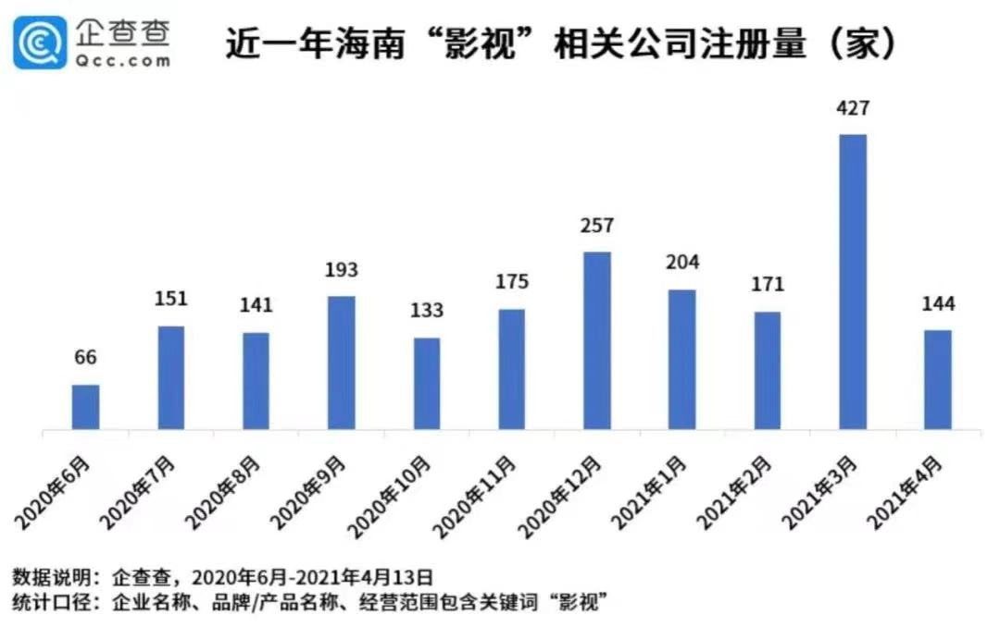 企查查
Qcc.com
近一年海南“影视”相关公司注册量（家）
427
257
204
193
175
171
151
144
141
133
66
2020年6月
2020年7月
2020年8月
2020年9月
2020年10月
2020年11月
2020年12月
2021年1月
2021年2月
2021年3月
2021年4月
数据说明：企查查，2020年6月-2021年4月13日
统计口径：企业名称、品牌/产品名称、经营范围包含关键词“影视”